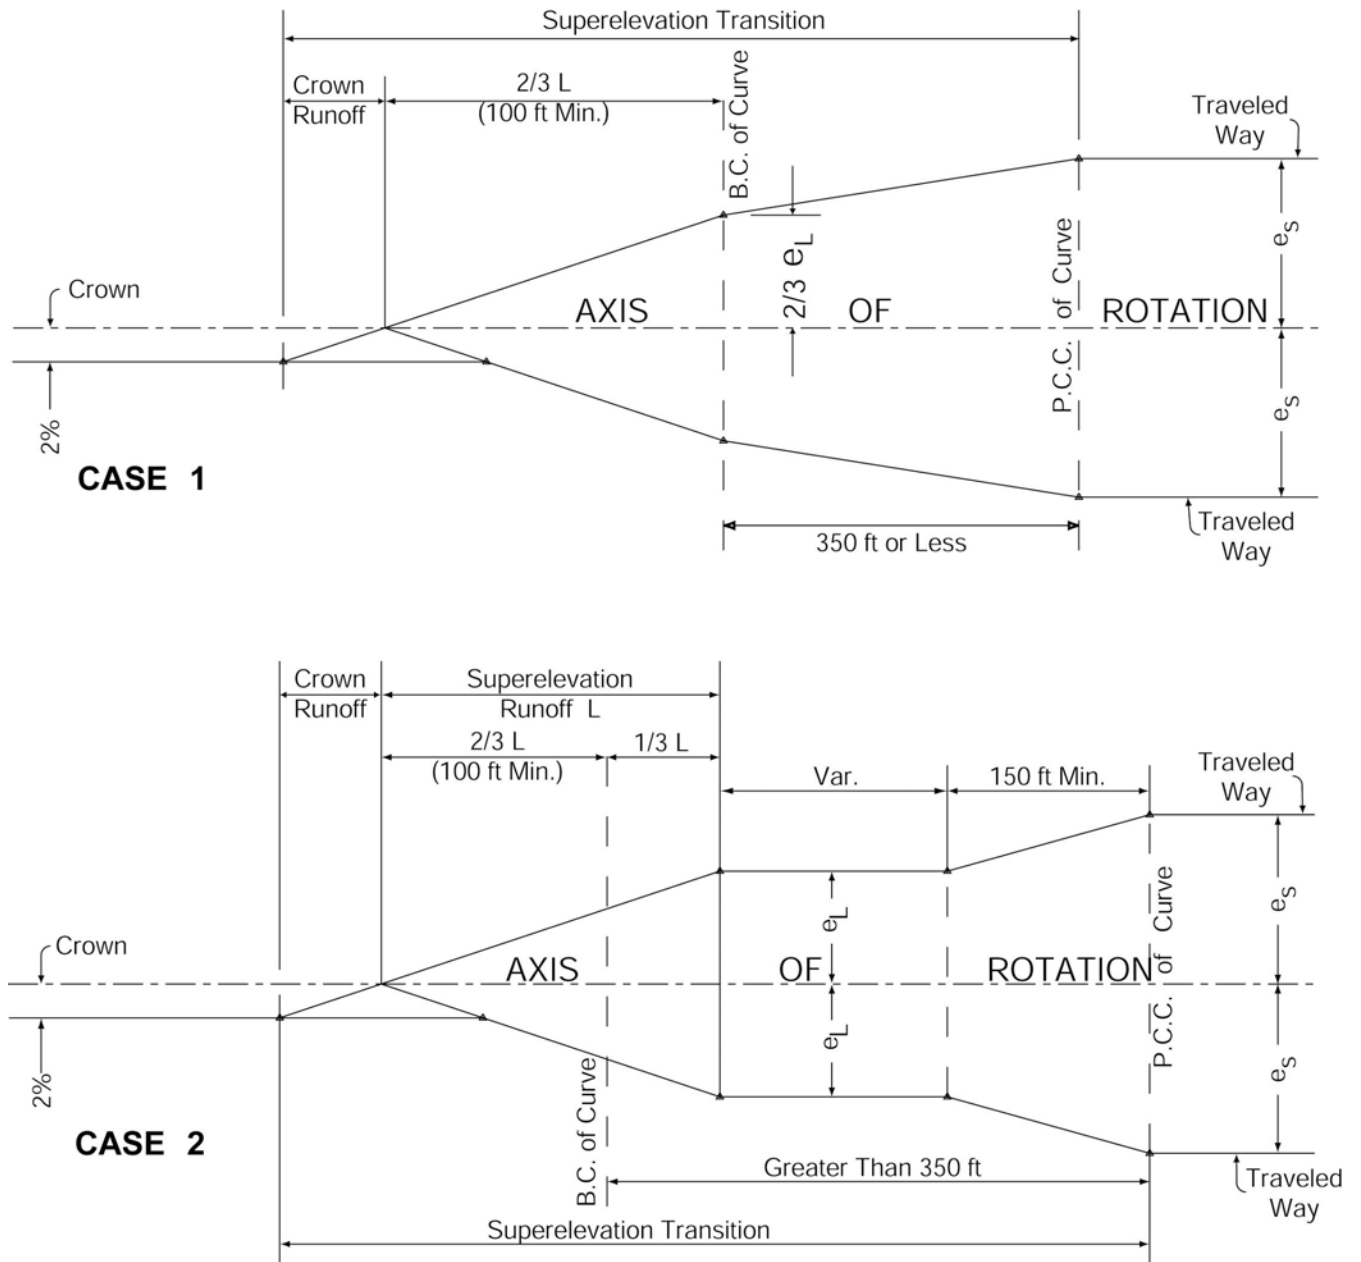 Superelevation Transition
Crown
Runoff
2/3 L
(100 ft Min.)
B.C. of Curve
Traveled
Way
Crown
2/3 eL
AXIS OF ROTATION
P.C.C. of Curve
eS
eS
2%
CASE 1
350 ft or Less
Traveled
Way
Crown
Runoff
Superelevation
Runoff L
2/3 L
(100 ft Min.)
1/3 L
Var.
150 ft Min.
Traveled
Way
Crown
eL
eS
AXIS OF ROTATION
P.C.C. of Curve
eL
eS
2%
CASE 2
B.C. of Curve
Greater Than 350 ft
Traveled
Way
Superelevation Transition